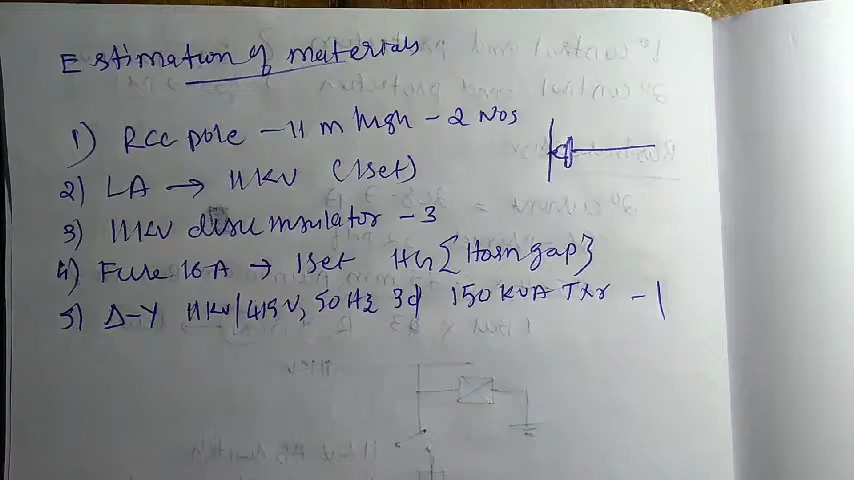 Estimation of materials
1) RCC pole - 11 m high - 2 Nos
2) LA → 11KV (1set)
3) 11KV disc insulator - 3
4) Fuse 16A → 1set HG {Horn gap}
5) Δ-Y 11KV/415V, 50Hz 3ϕ 150KVA Txr - 1